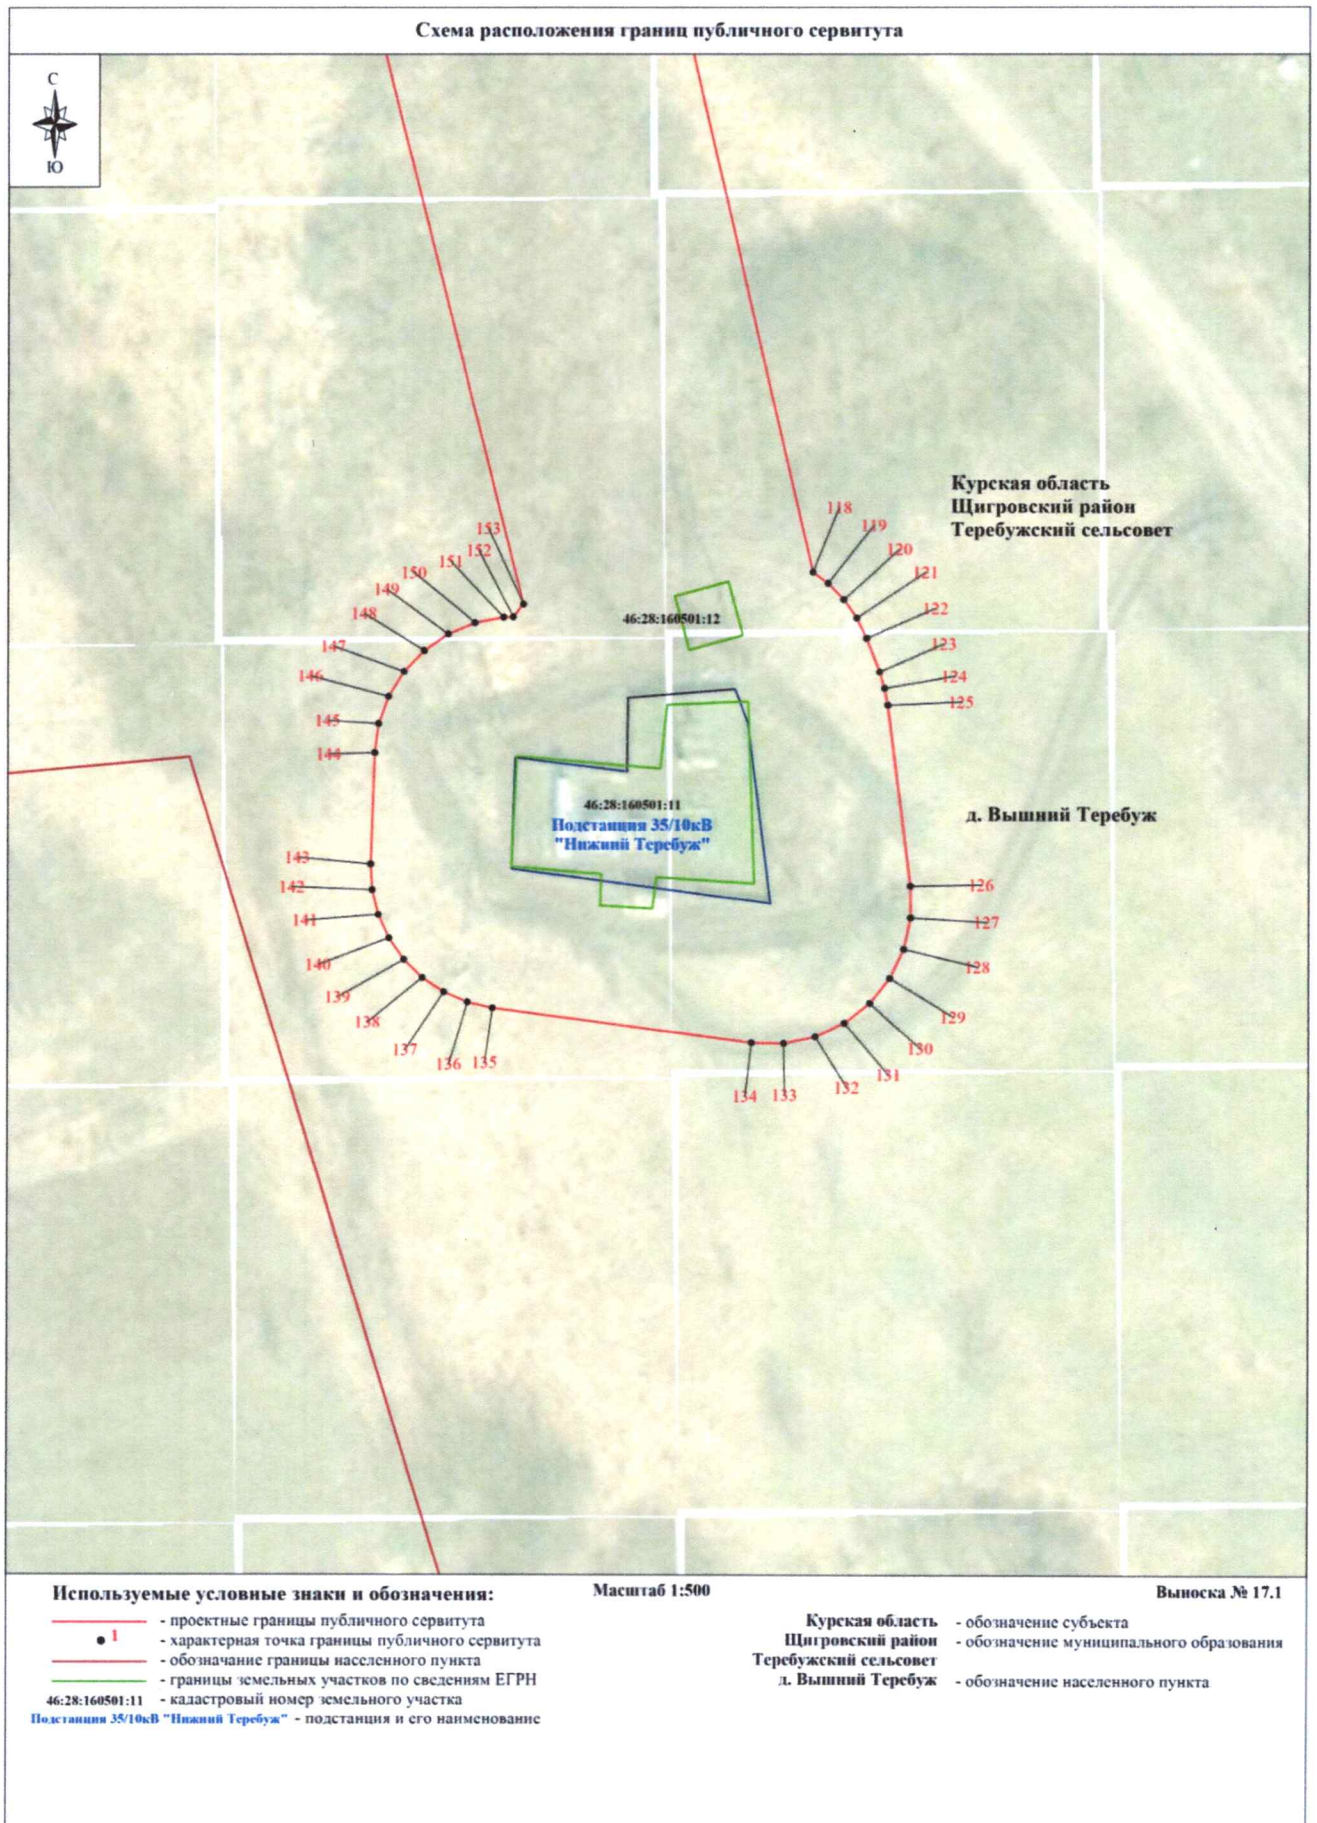 Схема расположения границ публичного сервитута
С
Ю
Курская область
Щигровский район
Теребужский сельсовет
118
119
120
121
122
123
124
125
126
127
128
129
130
131
132
133
134
135
136
137
138
139
140
141
142
143
144
145
146
147
148
149
150
151
152
153
46:28:160501:12
46:28:160501:11
Подстанция 35/10кВ
"Нижний Теребуж"
д. Вышний Теребуж
Используемые условные знаки и обозначения:
Масштаб 1:500
Выноска № 17.1
- проектные границы публичного сервитута
1 - характерная точка границы публичного сервитута
- обозначание границы населенного пункта
- границы земельных участков по сведениям ЕГРН
46:28:160501:11 - кадастровый номер земельного участка
Подстанция 35/10кВ "Нижний Теребуж" - подстанция и его наименование
Курская область - обозначение субъекта
Щигровский район - обозначение муниципального образования
Теребужский сельсовет
д. Вышний Теребуж - обозначение населенного пункта